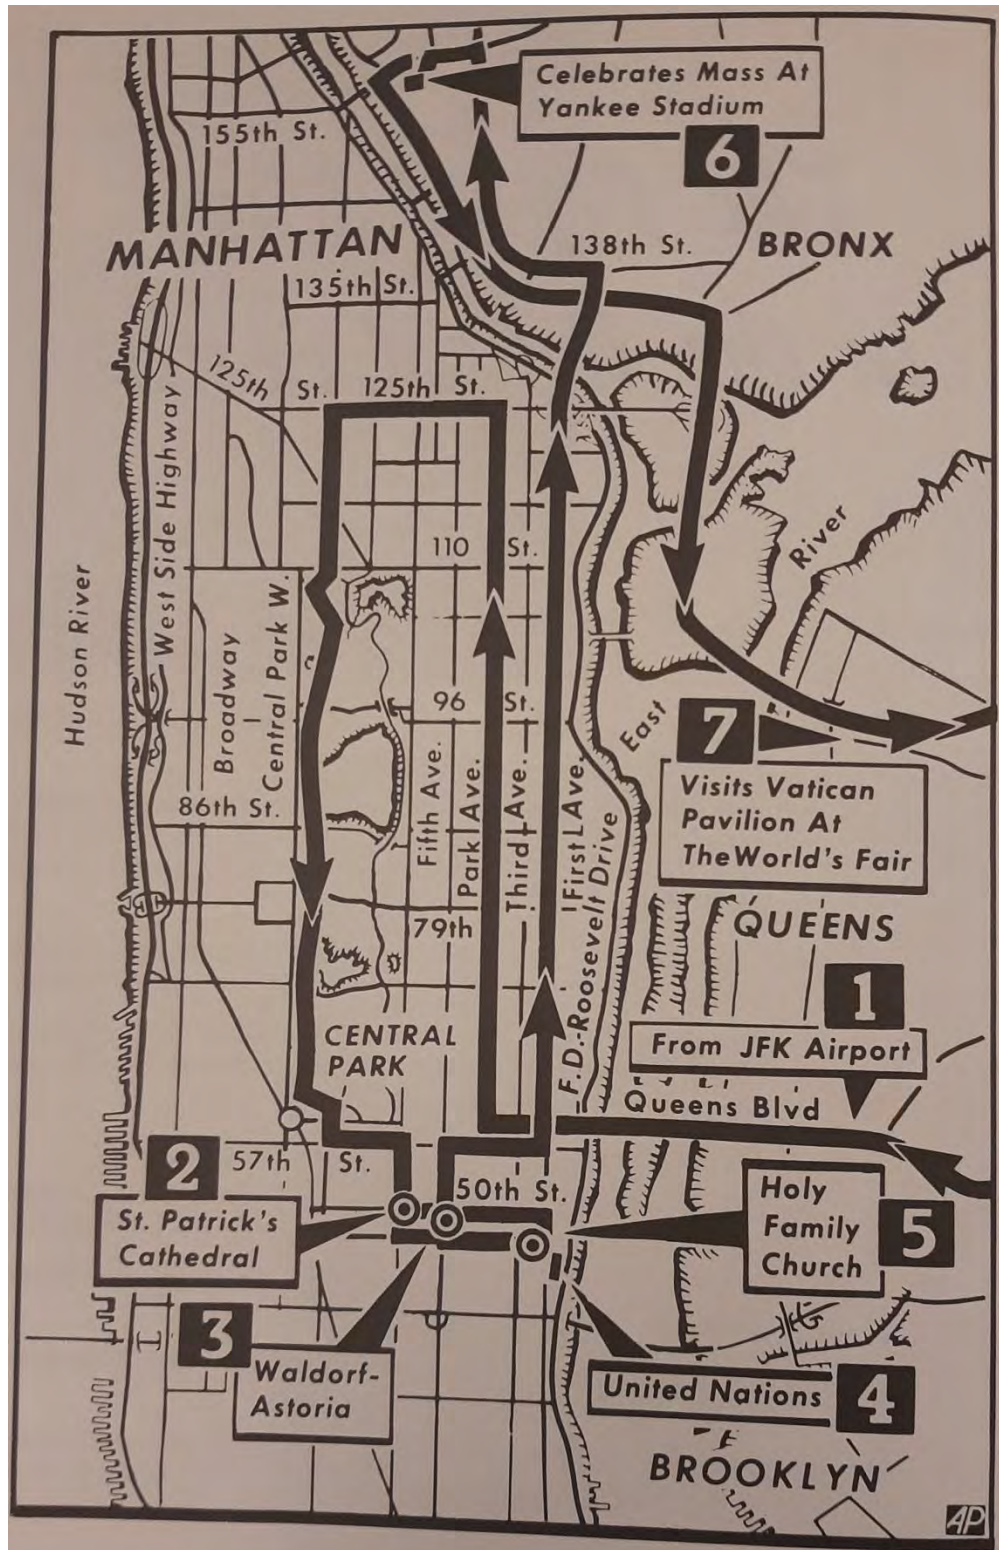 Celebrates Mass At
Yankee Stadium
6
155th St.
MANHATTAN
138th St.
BRONX
135th St.
125th St.
125th St.
West Side Highway
Hudson River
110 St.
River
Broadway
Central Park W.
96 St.
East
7
Visits Vatican
Pavilion At
The World's Fair
86th St.
Fifth Ave.
Park Ave.
Third Ave.
First Ave.
F.D. Roosevelt Drive
79th
QUEENS
1
From JFK Airport
CENTRAL
PARK
Queens Blvd
2
57th St.
50th St.
St. Patrick's
Cathedral
Holy
Family
Church
5
3
Waldorf-
Astoria
United Nations
4
BROOKLYN
AP